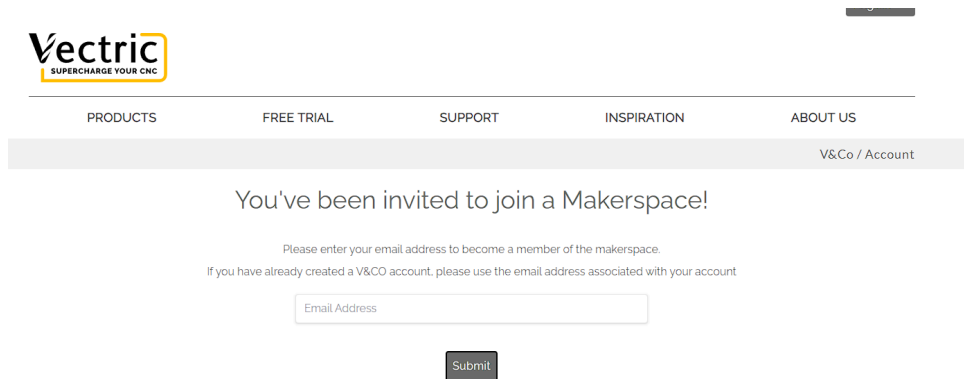 Vectric
SUPERCHARGE YOUR CNC
PRODUCTS FREE TRIAL SUPPORT INSPIRATION ABOUT US
V&Co / Account
You've been invited to join a Makerspace!
Please enter your email address to become a member of the makerspace.
If you have already created a V&CO account, please use the email address associated with your account
Email Address
Submit